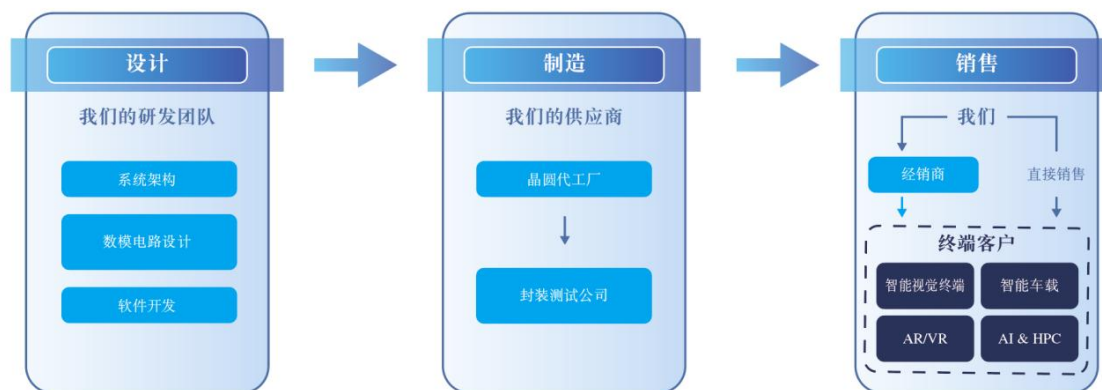 设计
我们的研发团队
系统架构
数模电路设计
软件开发
制造
我们的供应商
晶圆代工厂
封装测试公司
销售
我们
经销商
直接销售
终端客户
智能视觉终端
智能车载
AR/VR
AI & HPC